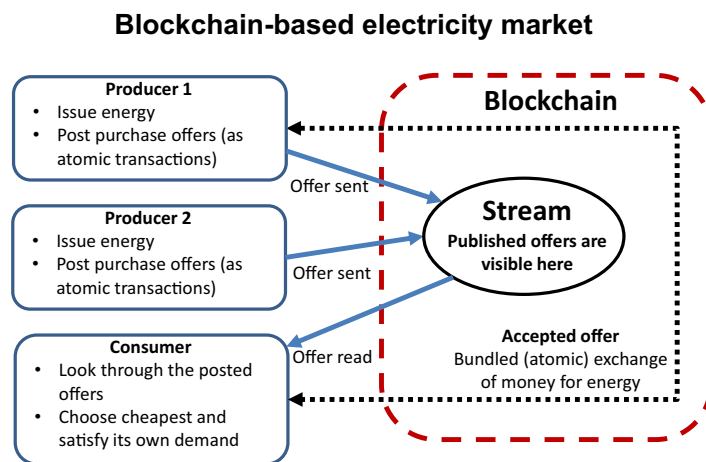 Blockchain-based electricity market
Producer 1
• Issue energy
• Post purchase offers (as
atomic transactions)
Offer sent
Producer 2
• Issue energy
• Post purchase offers (as
atomic transactions)
Offer sent
Consumer
• Look through the posted
offers
• Choose cheapest and
satisfy its own demand
Offer read
Blockchain
Stream
Published offers are
visible here
Accepted offer
Bundled (atomic) exchange
of money for energy